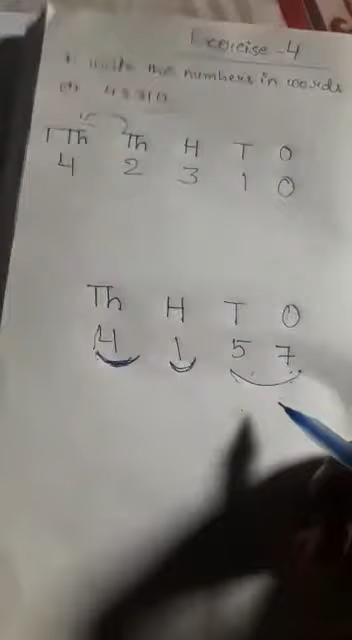 Exercise - 4
write the numbers in words
42310
TTh Th H T O
4 2 3 1 0
Th H T O
4 1 5 7